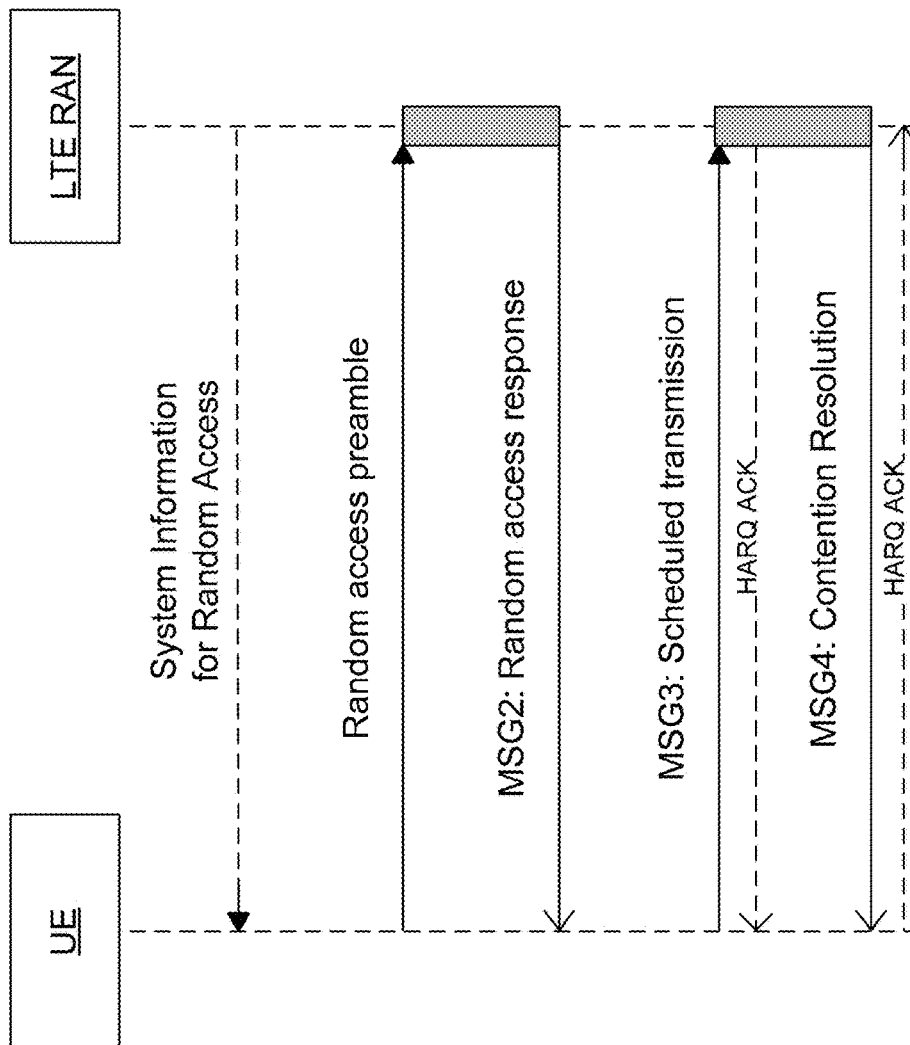 UE
LTE RAN
System Information
for Random Access
Random access preamble
MSG2: Random access response
MSG3: Scheduled transmission
HARQ ACK
MSG4: Contention Resolution
HARQ ACK